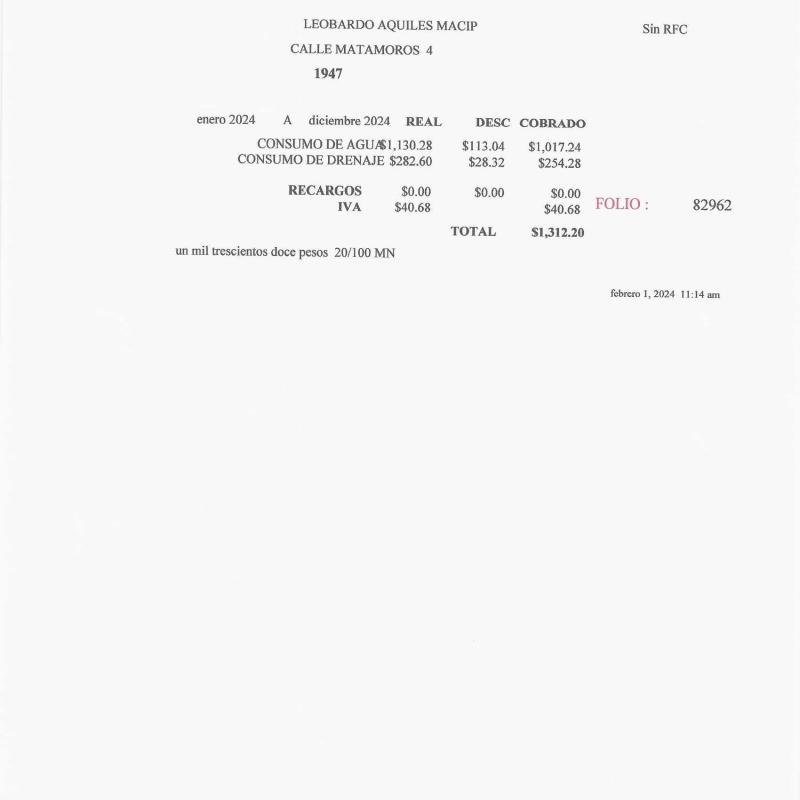 LEOBARDO AQUILES MACIP Sin RFC
CALLE MATAMOROS 4
1947
enero 2024 A diciembre 2024 REAL DESC COBRADO
CONSUMO DE AGUA $1,130.28 $113.04 $1,017.24
CONSUMO DE DRENAJE $282.60 $28.32 $254.28
RECARGOS $0.00 $0.00 $0.00
IVA $40.68 $40.68 FOLIO : 82962
TOTAL $1,312.20
un mil trescientos doce pesos 20/100 MN
febrero 1, 2024 11:14 am